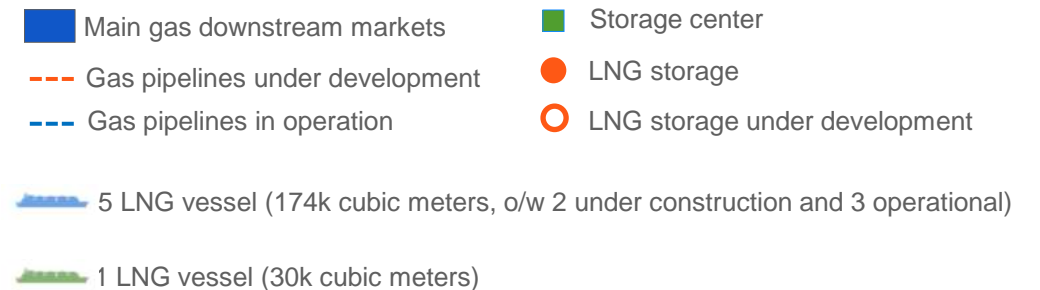 Main gas downstream markets
Storage center
Gas pipelines under development
LNG storage
Gas pipelines in operation
LNG storage under development
5 LNG vessel (174k cubic meters, o/w 2 under construction and 3 operational)
1 LNG vessel (30k cubic meters)